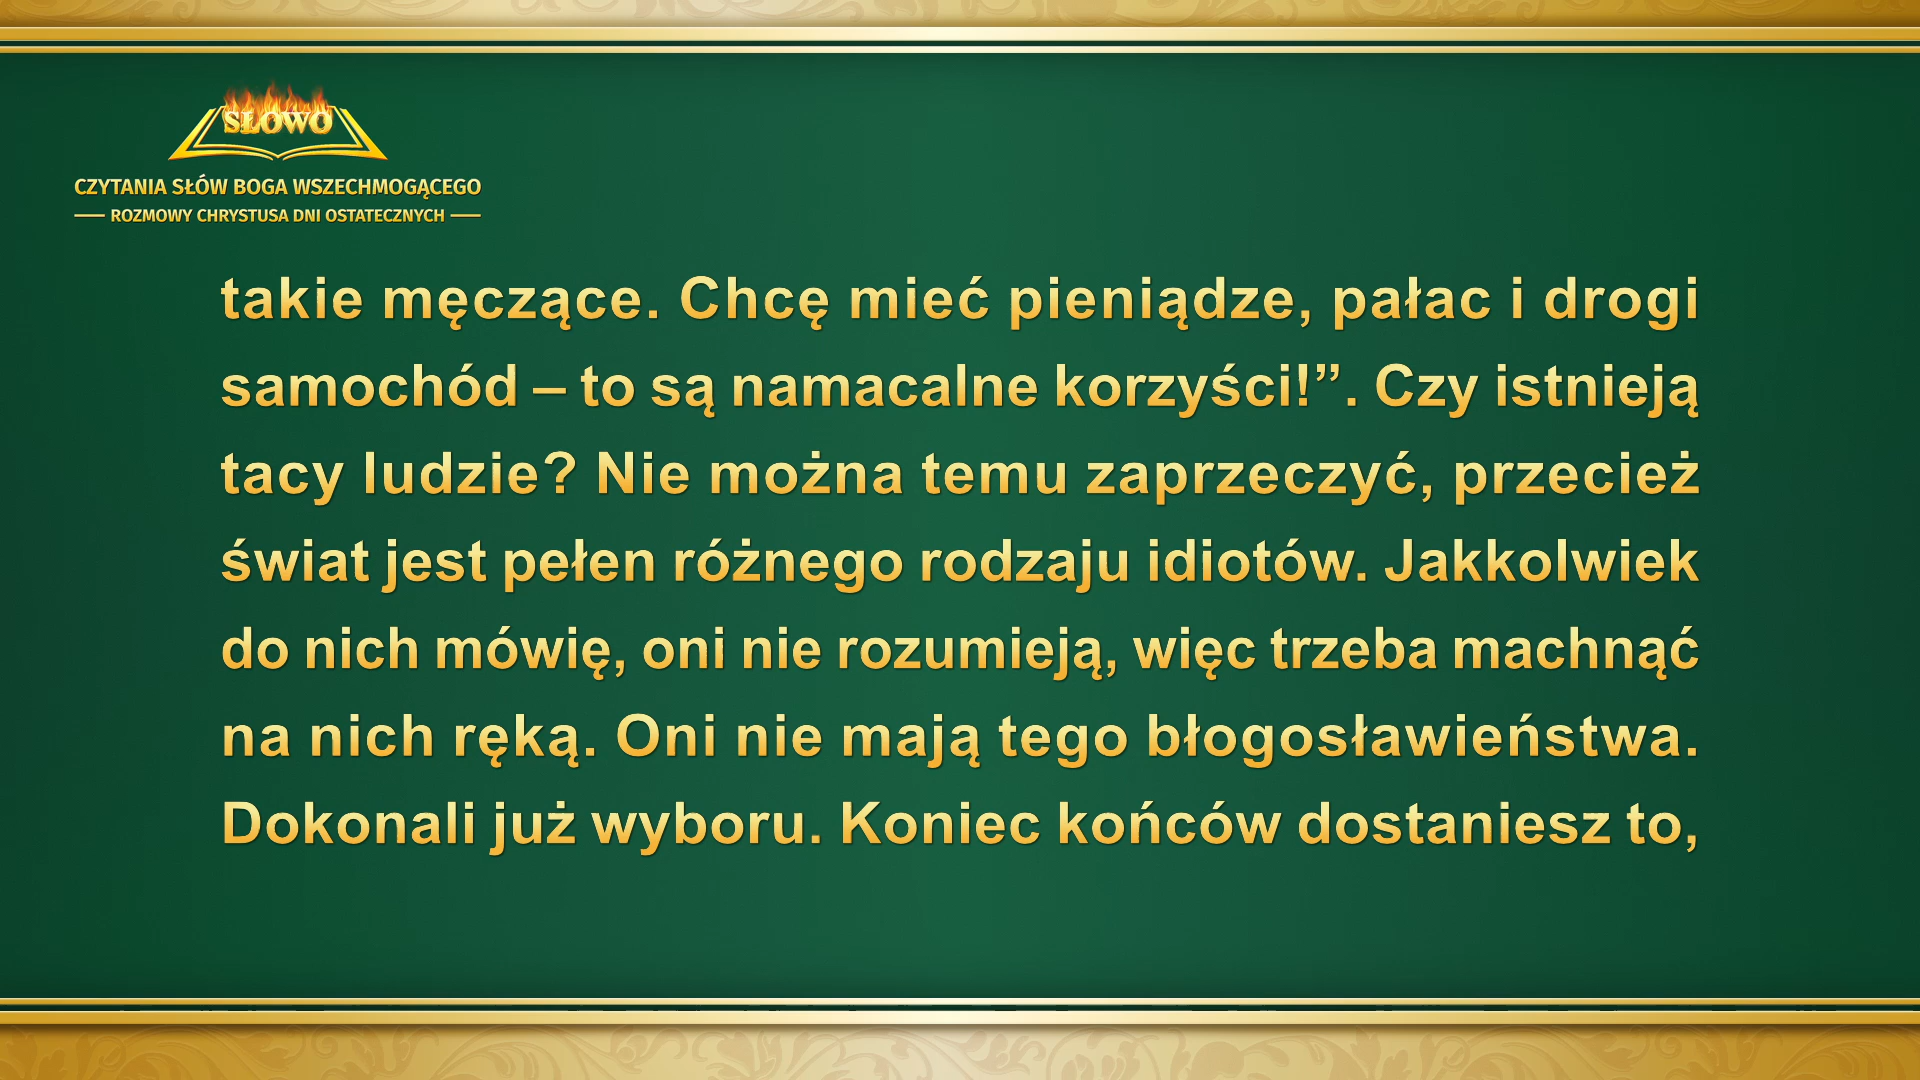 SŁOWO
CZYTANIA SŁÓW BOGA WSZECHMOGĄCEGO
ROZMOWY CHRYSTUSA DNI OSTATECZNYCH
takie męczące. Chcę mieć pieniądze, pałac i drogi
samochód – to są namacalne korzyści!”. Czy istnieją
tacy ludzie? Nie można temu zaprzeczyć, przecież
świat jest pełen różnego rodzaju idiotów. Jakkolwiek
do nich mówię, oni nie rozumieją, więc trzeba machnąć
na nich ręką. Oni nie mają tego błogosławieństwa.
Dokonali już wyboru. Koniec końców dostaniesz to,